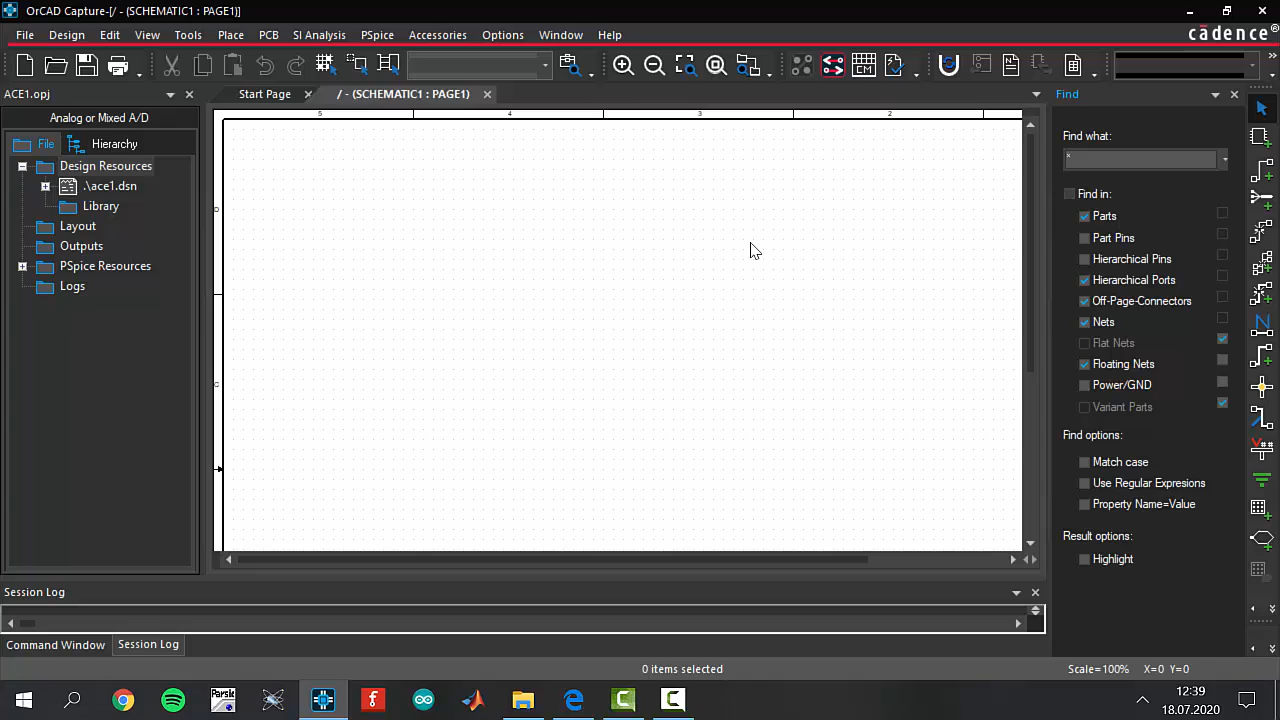 OrCAD Capture-[/ - (SCHEMATIC1 : PAGE1)]
File Design Edit View Tools Place PCB SI Analysis PSpice Accessories Options Window Help
cādence®
ACE1.opj
Start Page
/ - (SCHEMATIC1 : PAGE1)
Find
Analog or Mixed A/D
File
Hierarchy
Design Resources
.\ace1.dsn
Library
Layout
Outputs
PSpice Resources
Logs
5 4 3 2
D
C
Find what:
*
Find in:
Parts
Part Pins
Hierarchical Pins
Hierarchical Ports
Off-Page-Connectors
Nets
Flat Nets
Floating Nets
Power/GND
Variant Parts
Find options:
Match case
Use Regular Expresions
Property Name=Value
Result options:
Highlight
Session Log
Command Window
Session Log
0 items selected
Scale=100% X=0 Y=0
12:39
18.07.2020